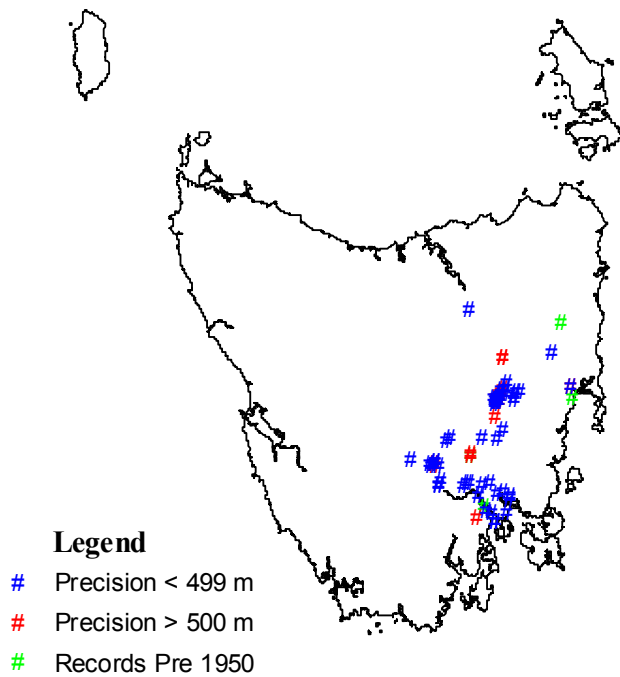 Legend
# Precision < 499 m
# Precision > 500 m
# Records Pre 1950